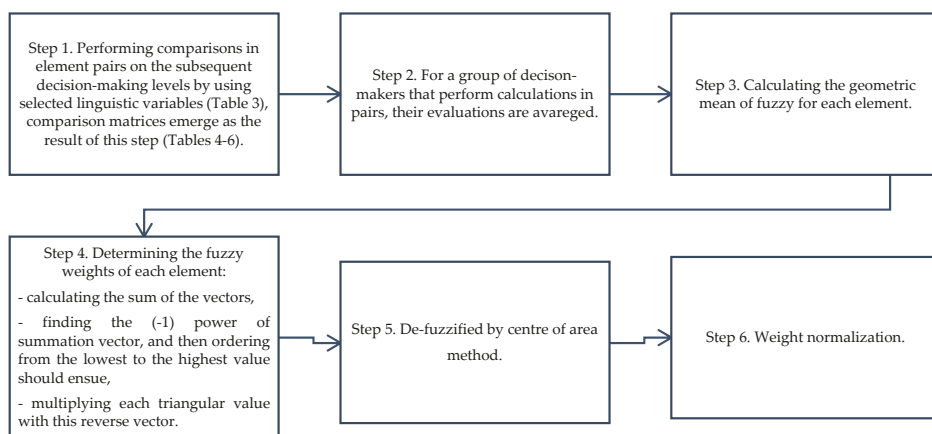 Step 1. Performing comparisons in
element pairs on the subsequent
decision-making levels by using
selected linguistic variables (Table 3),
comparison matrices emerge as the
result of this step (Tables 4-6).
Step 2. For a group of decison-
makers that perform calculations in
pairs, their evaluations are avareged.
Step 3. Calculating the geometric
mean of fuzzy for each element.
Step 4. Determining the fuzzy
weights of each element:
- calculating the sum of the vectors,
- finding the (-1) power of
summation vector, and then ordering
from the lowest to the highest value
should ensue,
- multiplying each triangular value
with this reverse vector.
Step 5. De-fuzzified by centre of area
method.
Step 6. Weight normalization.